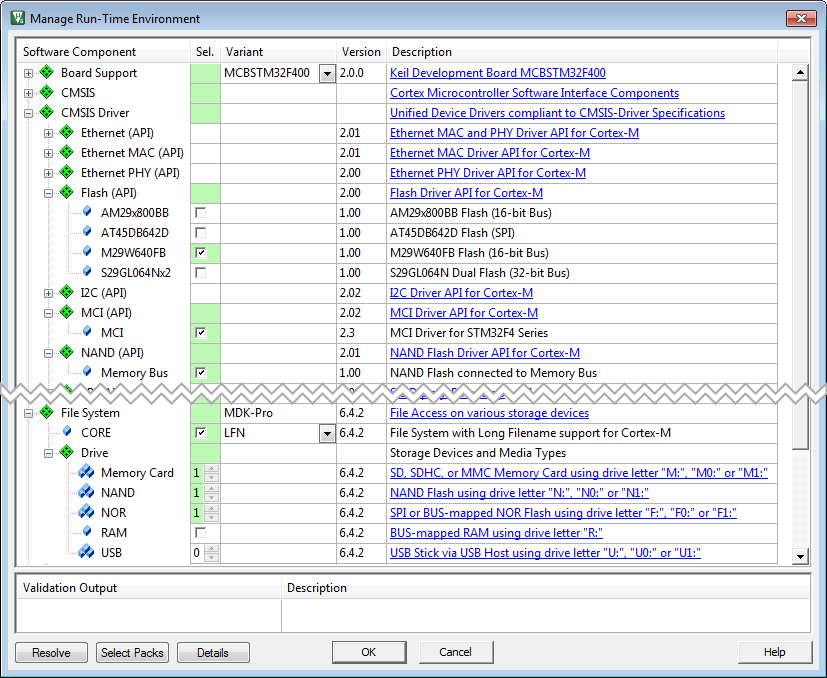 Manage Run-Time Environment
Software Component Sel. Variant Version Description
Board Support MCBSTM32F400 2.0.0 Keil Development Board MCBSTM32F400
CMSIS Cortex Microcontroller Software Interface Components
CMSIS Driver Unified Device Drivers compliant to CMSIS-Driver Specifications
Ethernet (API) 2.01 Ethernet MAC and PHY Driver API for Cortex-M
Ethernet MAC (API) 2.01 Ethernet MAC Driver API for Cortex-M
Ethernet PHY (API) 2.00 Ethernet PHY Driver API for Cortex-M
Flash (API) 2.00 Flash Driver API for Cortex-M
AM29x800BB 1.00 AM29x800BB Flash (16-bit Bus)
AT45DB642D 1.00 AT45DB642D Flash (SPI)
M29W640FB 1.00 M29W640FB Flash (16-bit Bus)
S29GL064Nx2 1.00 S29GL064N Dual Flash (32-bit Bus)
I2C (API) 2.02 I2C Driver API for Cortex-M
MCI (API) 2.02 MCI Driver API for Cortex-M
MCI 2.3 MCI Driver for STM32F4 Series
NAND (API) 2.01 NAND Flash Driver API for Cortex-M
Memory Bus 1.00 NAND Flash connected to Memory Bus
File System MDK-Pro 6.4.2 File Access on various storage devices
CORE LFN 6.4.2 File System with Long Filename support for Cortex-M
Drive Storage Devices and Media Types
Memory Card 1 6.4.2 SD, SDHC, or MMC Memory Card using drive letter "M:", "M0:" or "M1:"
NAND 1 6.4.2 NAND Flash using drive letter "N:", "N0:" or "N1:"
NOR 1 6.4.2 SPI or BUS-mapped NOR Flash using drive letter "F:", "F0:" or "F1:"
RAM 6.4.2 BUS-mapped RAM using drive letter "R:"
USB 0 6.4.2 USB Stick via USB Host using drive letter "U:", "U0:" or "U1:"
Validation Output Description
Resolve Select Packs Details OK Cancel Help